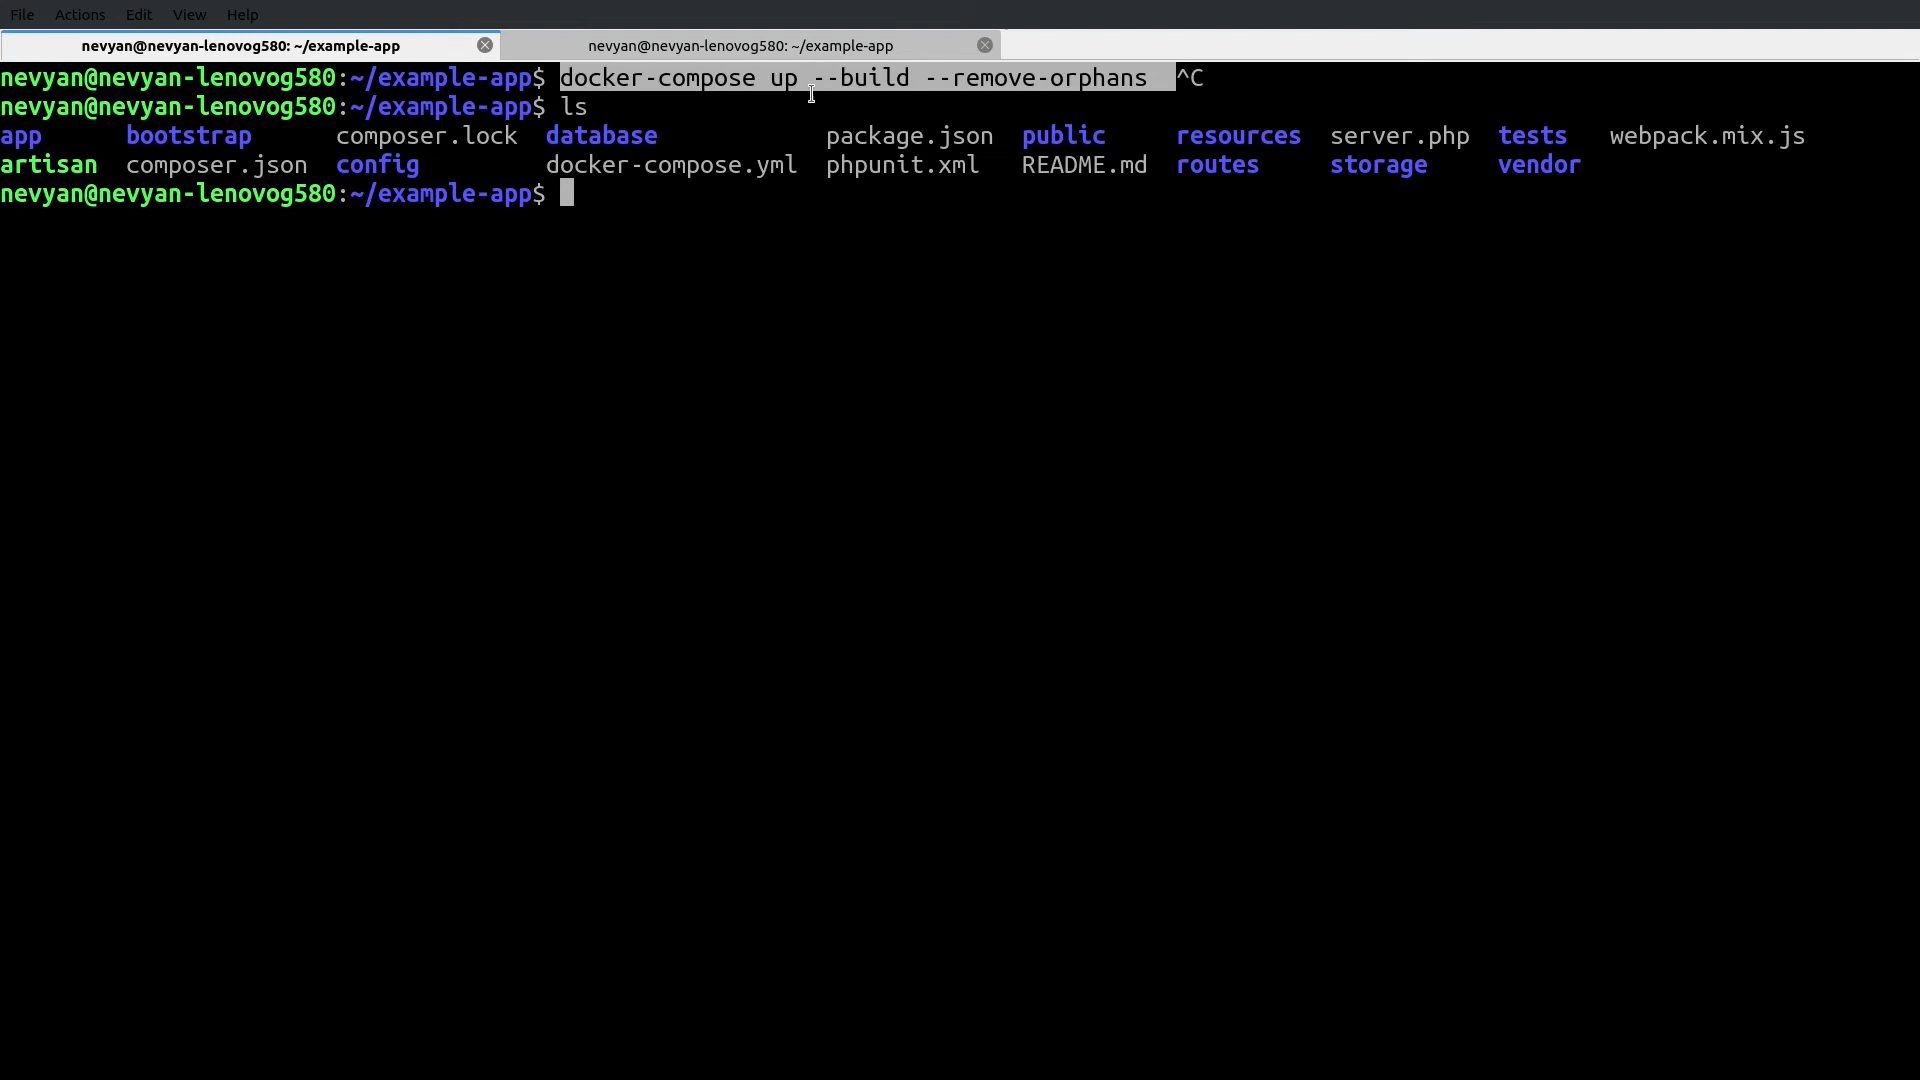 File Actions Edit View Help
nevyan@nevyan-lenovog580: ~/example-app nevyan@nevyan-lenovog580: ~/example-app
nevyan@nevyan-lenovog580:~/example-app$ docker-compose up --build --remove-orphans ^C
nevyan@nevyan-lenovog580:~/example-app$ ls
app bootstrap composer.lock database package.json public resources server.php tests webpack.mix.js
artisan composer.json config docker-compose.yml phpunit.xml README.md routes storage vendor
nevyan@nevyan-lenovog580:~/example-app$